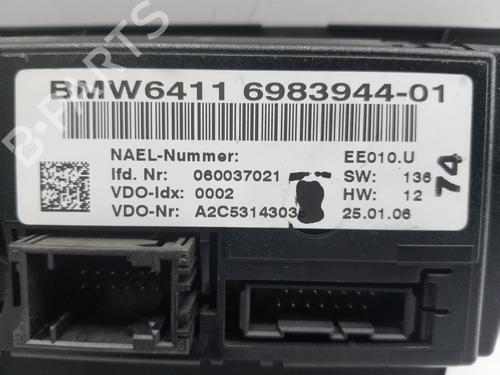 BMW6411 6983944-01
NAEL-Nummer: EE010.U
lfd. Nr: 060037021 SW: 136
VDO-Idx: 0002 HW: 12
VDO-Nr: A2C5314303 25.01.06
74
B-PARTS